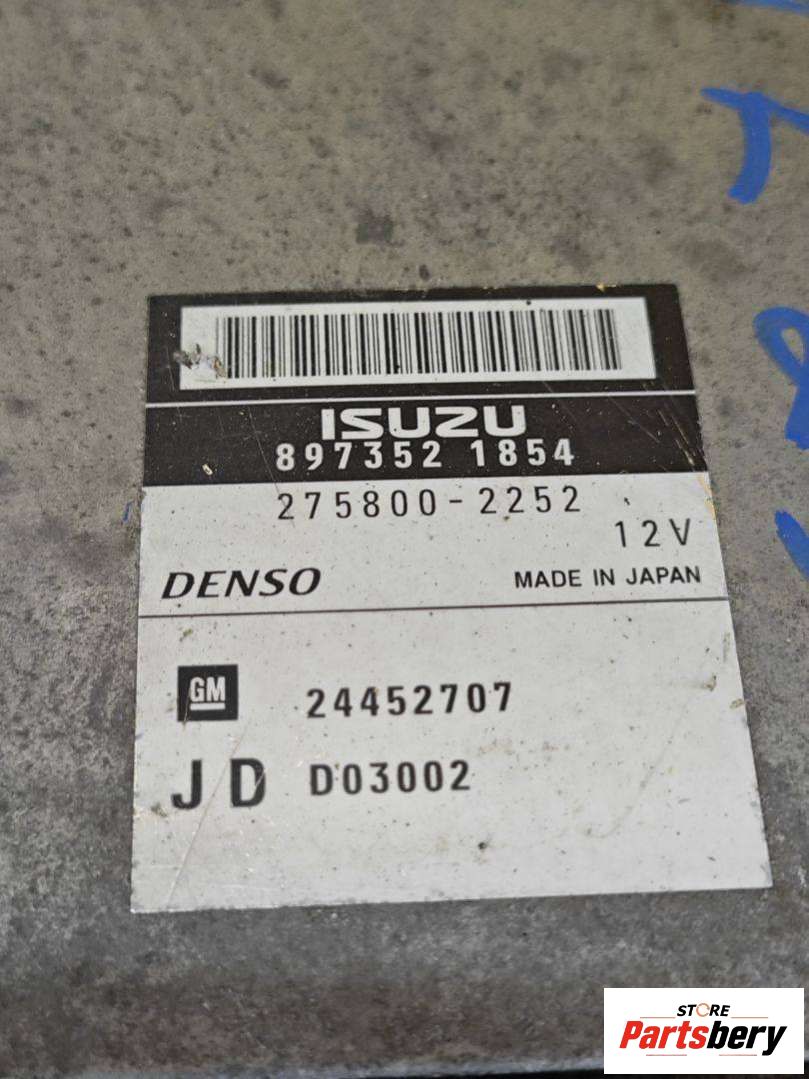 ISUZU
897352 1854
275800-2252
12V
DENSO
MADE IN JAPAN
GM
24452707
JD D03002
STORE
Partsbery